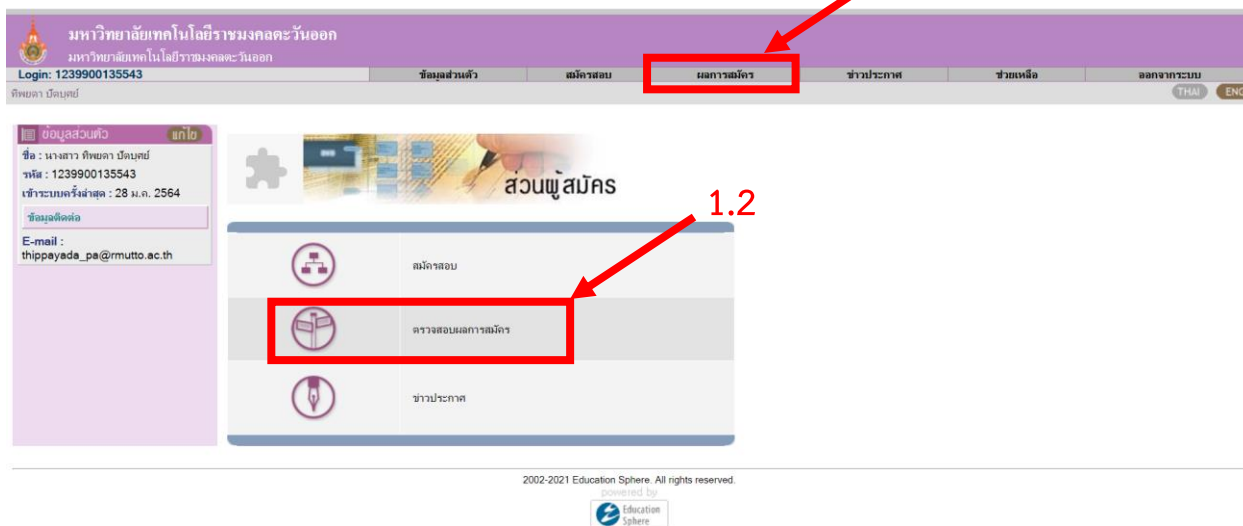 มหาวิทยาลัยเทคโนโลยีราชมงคลตะวันออก
มหาวิทยาลัยเทคโนโลยีราชมงคลตะวันออก
Login: 1239900135543 ข้อมูลส่วนตัว สมัครสอบ ผลการสมัคร ข่าวประกาศ ช่วยเหลือ ออกจากระบบ
ทิพยดา ปัดบุศย์ THAI ENG
ข้อมูลส่วนตัว แก้ไข
ชื่อ : นางสาว ทิพยดา ปัดบุศย์
รหัส : 1239900135543
เข้าระบบครั้งล่าสุด : 28 ม.ค. 2564
ข้อมูลติดต่อ
E-mail :
thippayada_pa@rmutto.ac.th
ส่วนผู้สมัคร
1.2
สมัครสอบ
ตรวจสอบผลการสมัคร
ข่าวประกาศ
2002-2021 Education Sphere. All rights reserved.
powered by
Education
Sphere